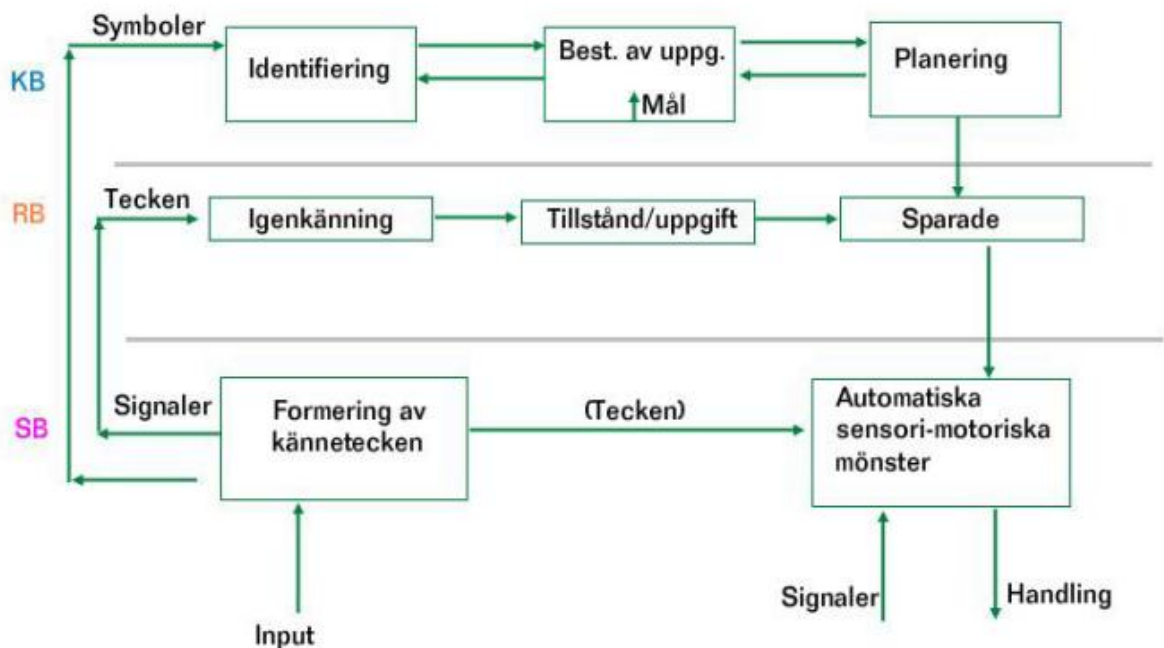 Symboler
KB
Identifiering
Best. av uppg.
Mål
Planering
RB
Tecken
Igenkänning
Tillstånd/uppgift
Sparade
SB
Signaler
Formering av
kännetecken
(Tecken)
Automatiska
sensori-motoriska
mönster
Input
Signaler
Handling